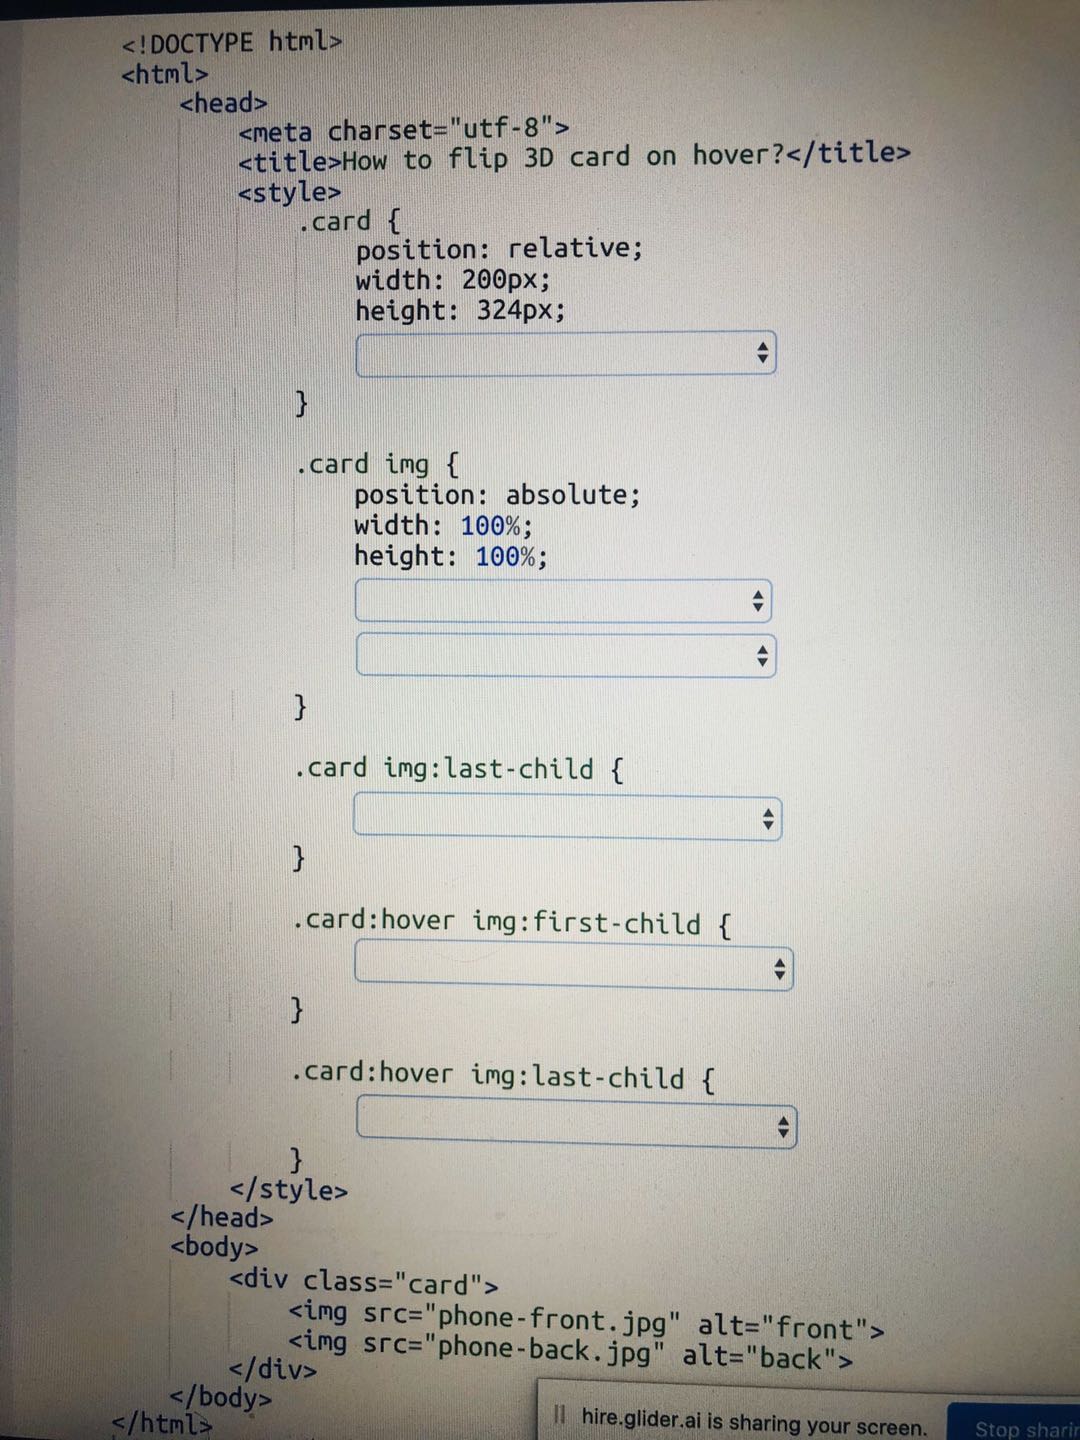 <!DOCTYPE html>
<html>
<head>
<meta charset="utf-8">
<title>How to flip 3D card on hover?</title>
<style>
.card {
position: relative;
width: 200px;
height: 324px;
}
.card img {
position: absolute;
width: 100%;
height: 100%;
}
.card img:last-child {
}
.card:hover img:first-child {
}
.card:hover img:last-child {
}
</style>
</head>
<body>
<div class="card">
<img src="phone-front.jpg" alt="front">
<img src="phone-back.jpg" alt="back">
</div>
</body>
</html>
hire.glider.ai is sharing your screen.
Stop sharin